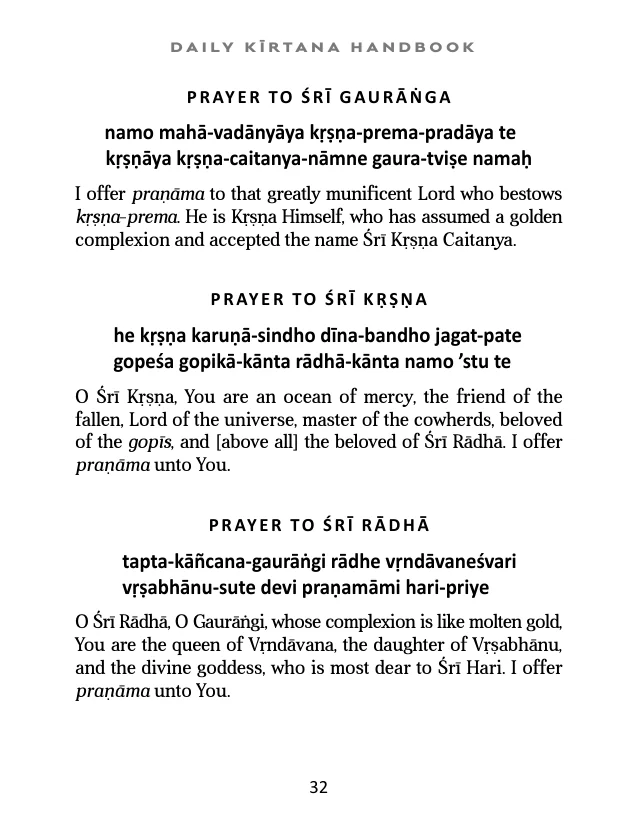 DAILY KĪRTANA HANDBOOK
PRAYER TO ŚRĪ GAURĀṄGA
namo mahā-vadānyāya kṛṣṇa-prema-pradāya te
kṛṣṇāya kṛṣṇa-caitanya-nāmne gaura-tviṣe namaḥ
I offer praṇāma to that greatly munificent Lord who bestows
kṛṣṇa-prema. He is Kṛṣṇa Himself, who has assumed a golden
complexion and accepted the name Śrī Kṛṣṇa Caitanya.
PRAYER TO ŚRĪ KṚṢṆA
he kṛṣṇa karuṇā-sindho dīna-bandho jagat-pate
gopeśa gopikā-kānta rādhā-kānta namo ’stu te
O Śrī Kṛṣṇa, You are an ocean of mercy, the friend of the
fallen, Lord of the universe, master of the cowherds, beloved
of the gopīs, and [above all] the beloved of Śrī Rādhā. I offer
praṇāma unto You.
PRAYER TO ŚRĪ RĀDHĀ
tapta-kāñcana-gaurāṅgi rādhe vṛndāvaneśvari
vṛṣabhānu-sute devi praṇamāmi hari-priye
O Śrī Rādhā, O Gaurāṅgi, whose complexion is like molten gold,
You are the queen of Vṛndāvana, the daughter of Vṛṣabhānu,
and the divine goddess, who is most dear to Śrī Hari. I offer
praṇāma unto You.
32